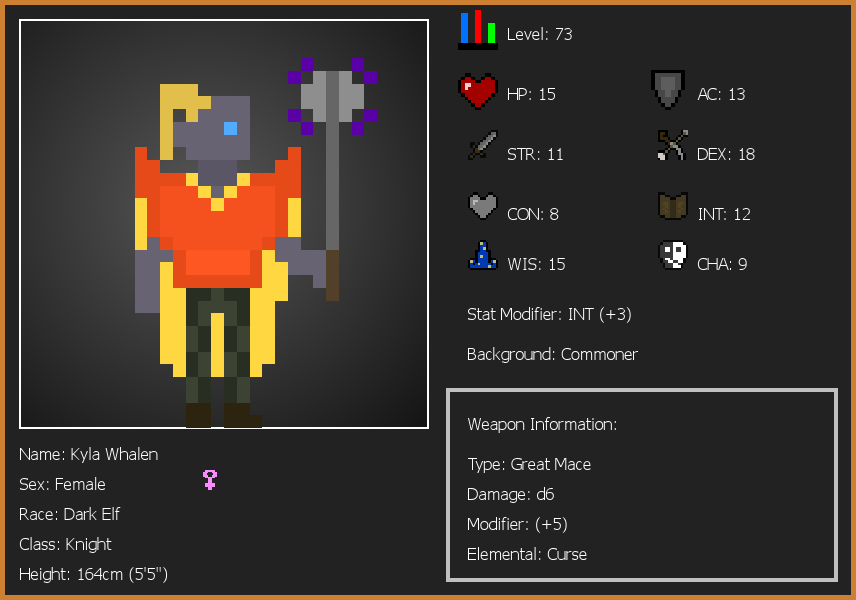 Level: 73
HP: 15
AC: 13
STR: 11
DEX: 18
CON: 8
INT: 12
WIS: 15
CHA: 9
Stat Modifier: INT (+3)
Background: Commoner
Weapon Information:
Type: Great Mace
Damage: d6
Modifier: (+5)
Elemental: Curse
Name: Kyla Whalen
Sex: Female
Race: Dark Elf
Class: Knight
Height: 164cm (5'5")